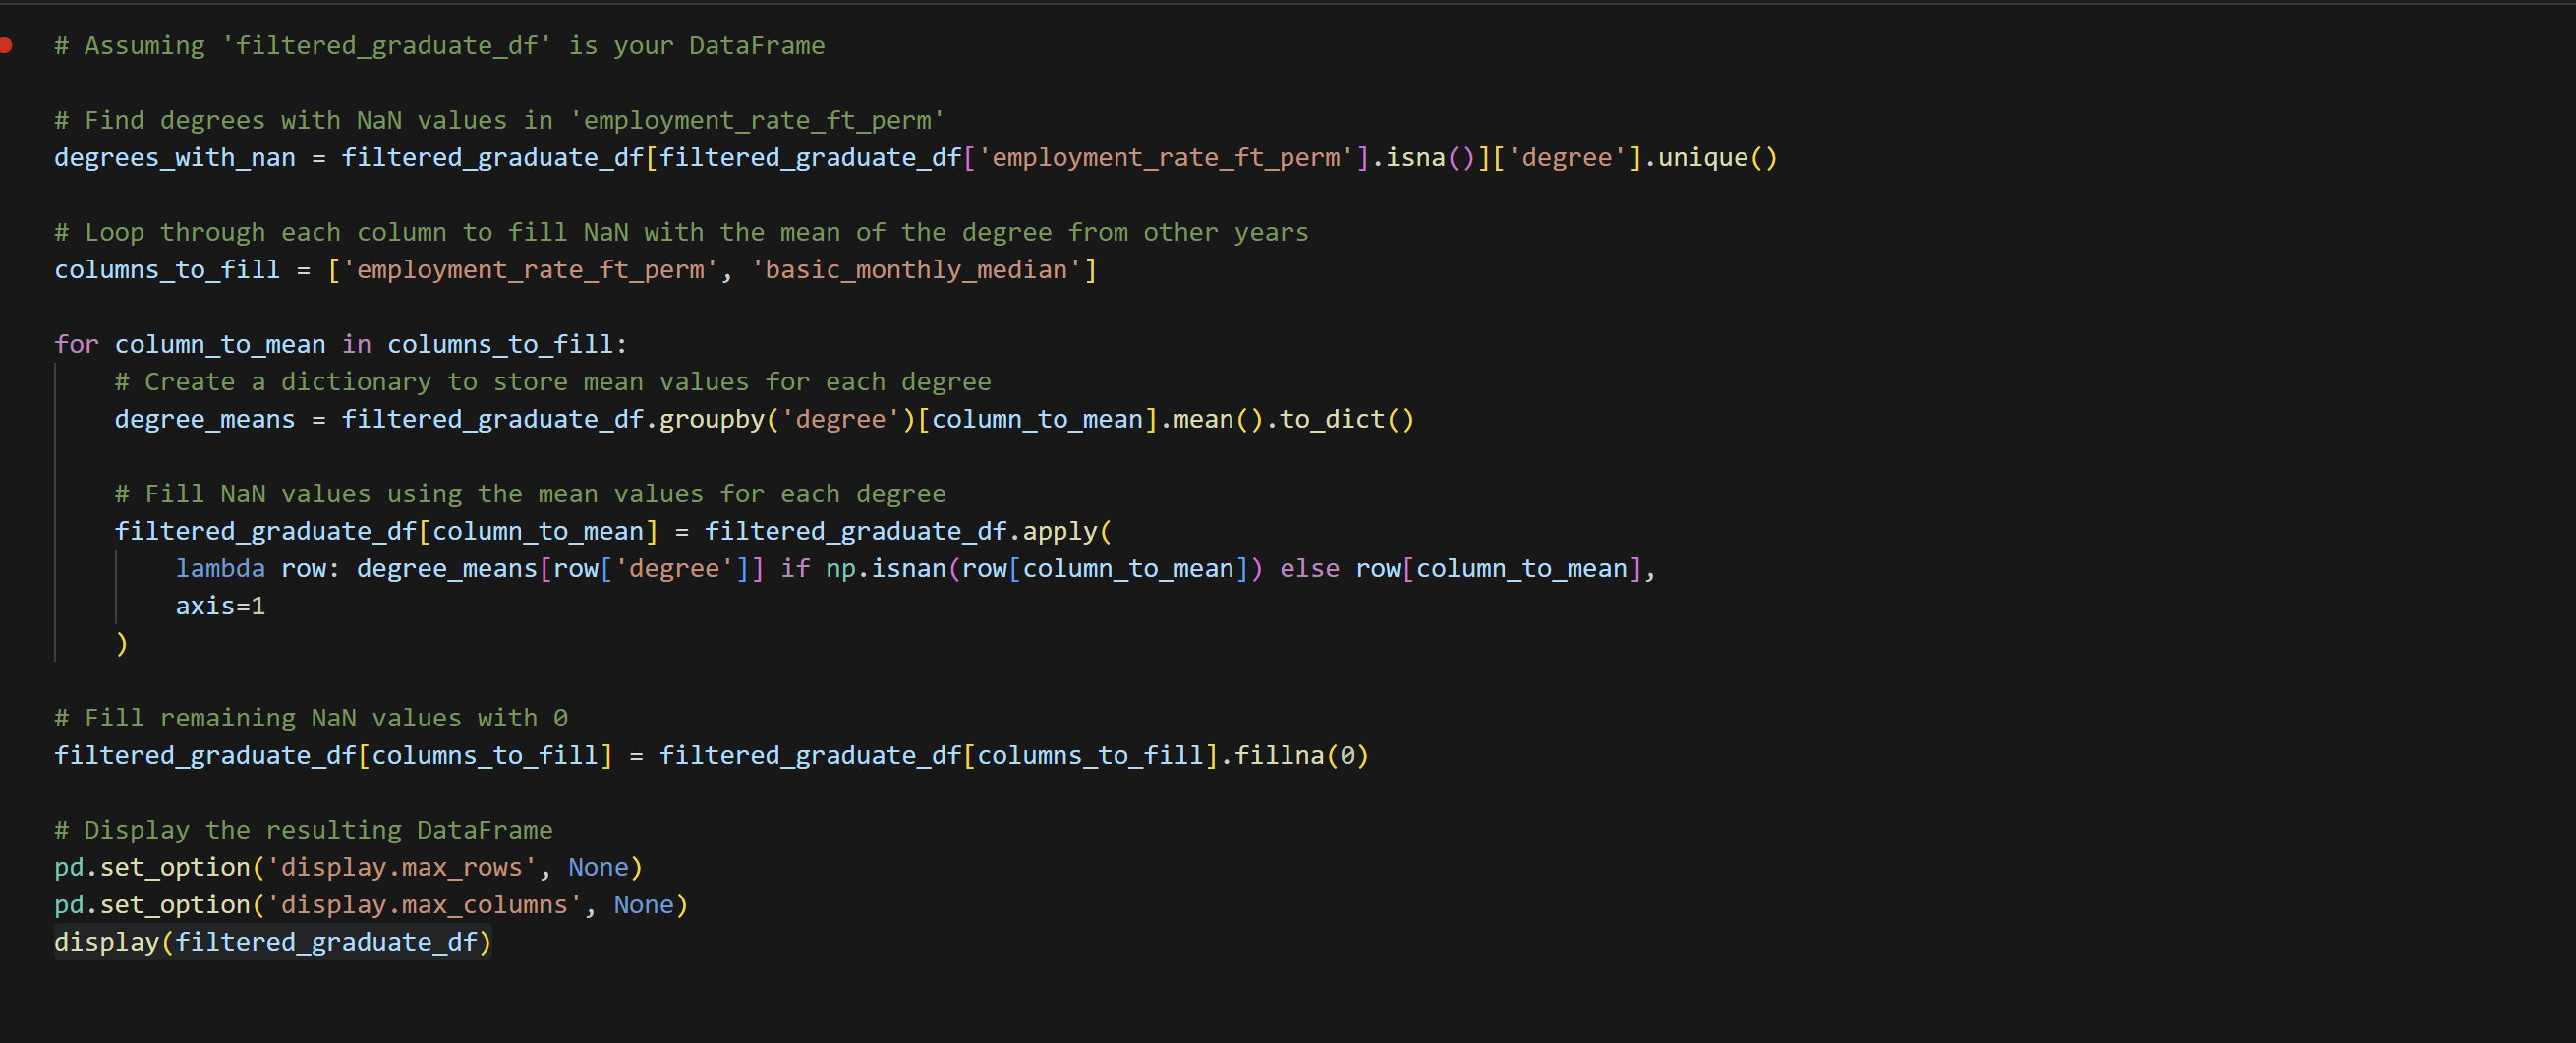 # Assuming 'filtered_graduate_df' is your DataFrame
# Find degrees with NaN values in 'employment_rate_ft_perm'
degrees_with_nan = filtered_graduate_df[filtered_graduate_df['employment_rate_ft_perm'].isna()]['degree'].unique()
# Loop through each column to fill NaN with the mean of the degree from other years
columns_to_fill = ['employment_rate_ft_perm', 'basic_monthly_median']
for column_to_mean in columns_to_fill:
    # Create a dictionary to store mean values for each degree
    degree_means = filtered_graduate_df.groupby('degree')[column_to_mean].mean().to_dict()
    # Fill NaN values using the mean values for each degree
    filtered_graduate_df[column_to_mean] = filtered_graduate_df.apply(
        lambda row: degree_means[row['degree']] if np.isnan(row[column_to_mean]) else row[column_to_mean],
        axis=1
    )
# Fill remaining NaN values with 0
filtered_graduate_df[columns_to_fill] = filtered_graduate_df[columns_to_fill].fillna(0)
# Display the resulting DataFrame
pd.set_option('display.max_rows', None)
pd.set_option('display.max_columns', None)
display(filtered_graduate_df)